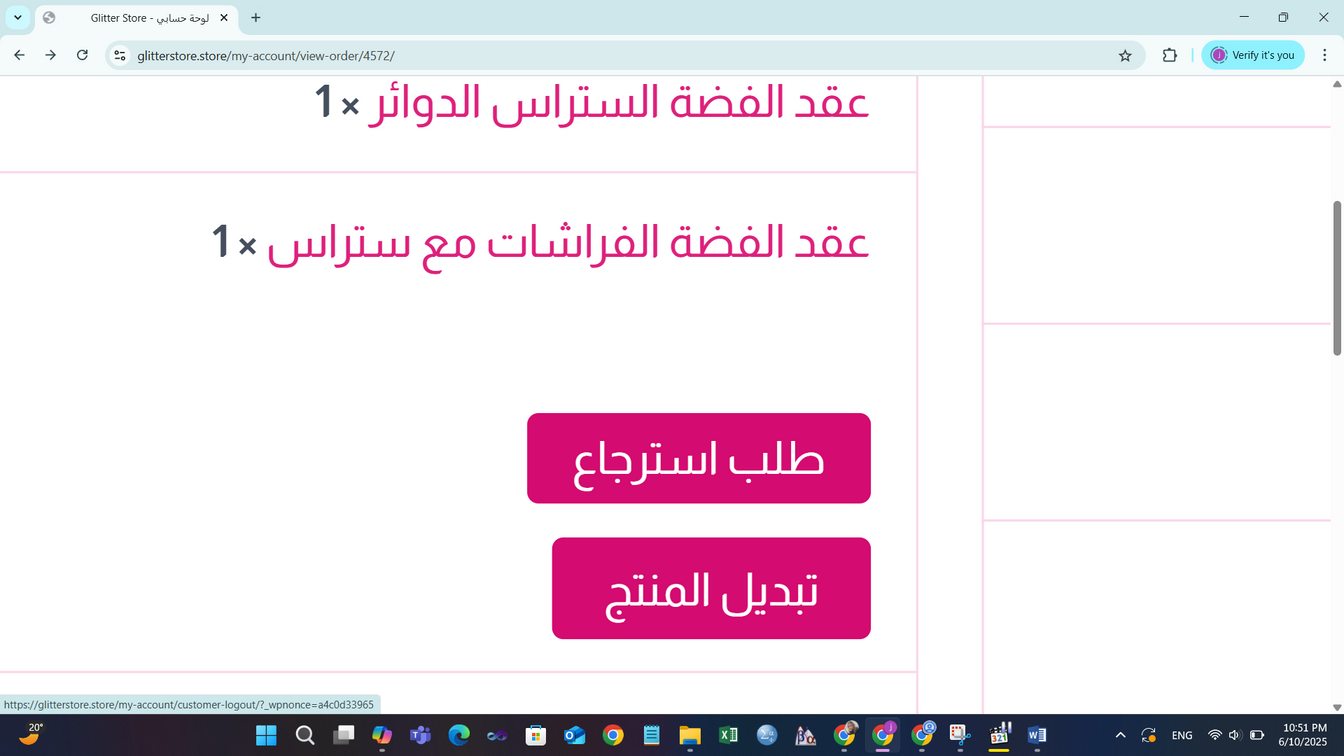 Glitter Store - لوحة حسابي
glitterstore.store/my-account/view-order/4572/
Verify it's you
عقد الفضة الستراس الدوائر × 1
عقد الفضة الفراشات مع ستراس × 1
طلب استرجاع
تبديل المنتج
https://glitterstore.store/my-account/customer-logout/?_wpnonce=a4c0d33965
20°
321
ENG
10:51 PM
6/10/2025